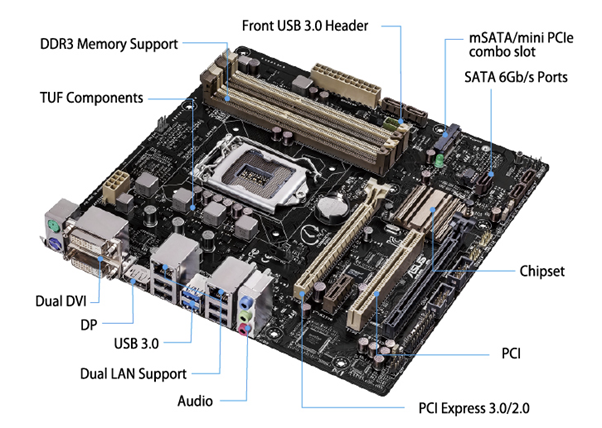 Front USB 3.0 Header
DDR3 Memory Support
mSATA/mini PCIe
combo slot
SATA 6Gb/s Ports
TUF Components
ASUS
Chipset
Dual DVI
DP
USB 3.0
PCI
Dual LAN Support
Audio
PCI Express 3.0/2.0